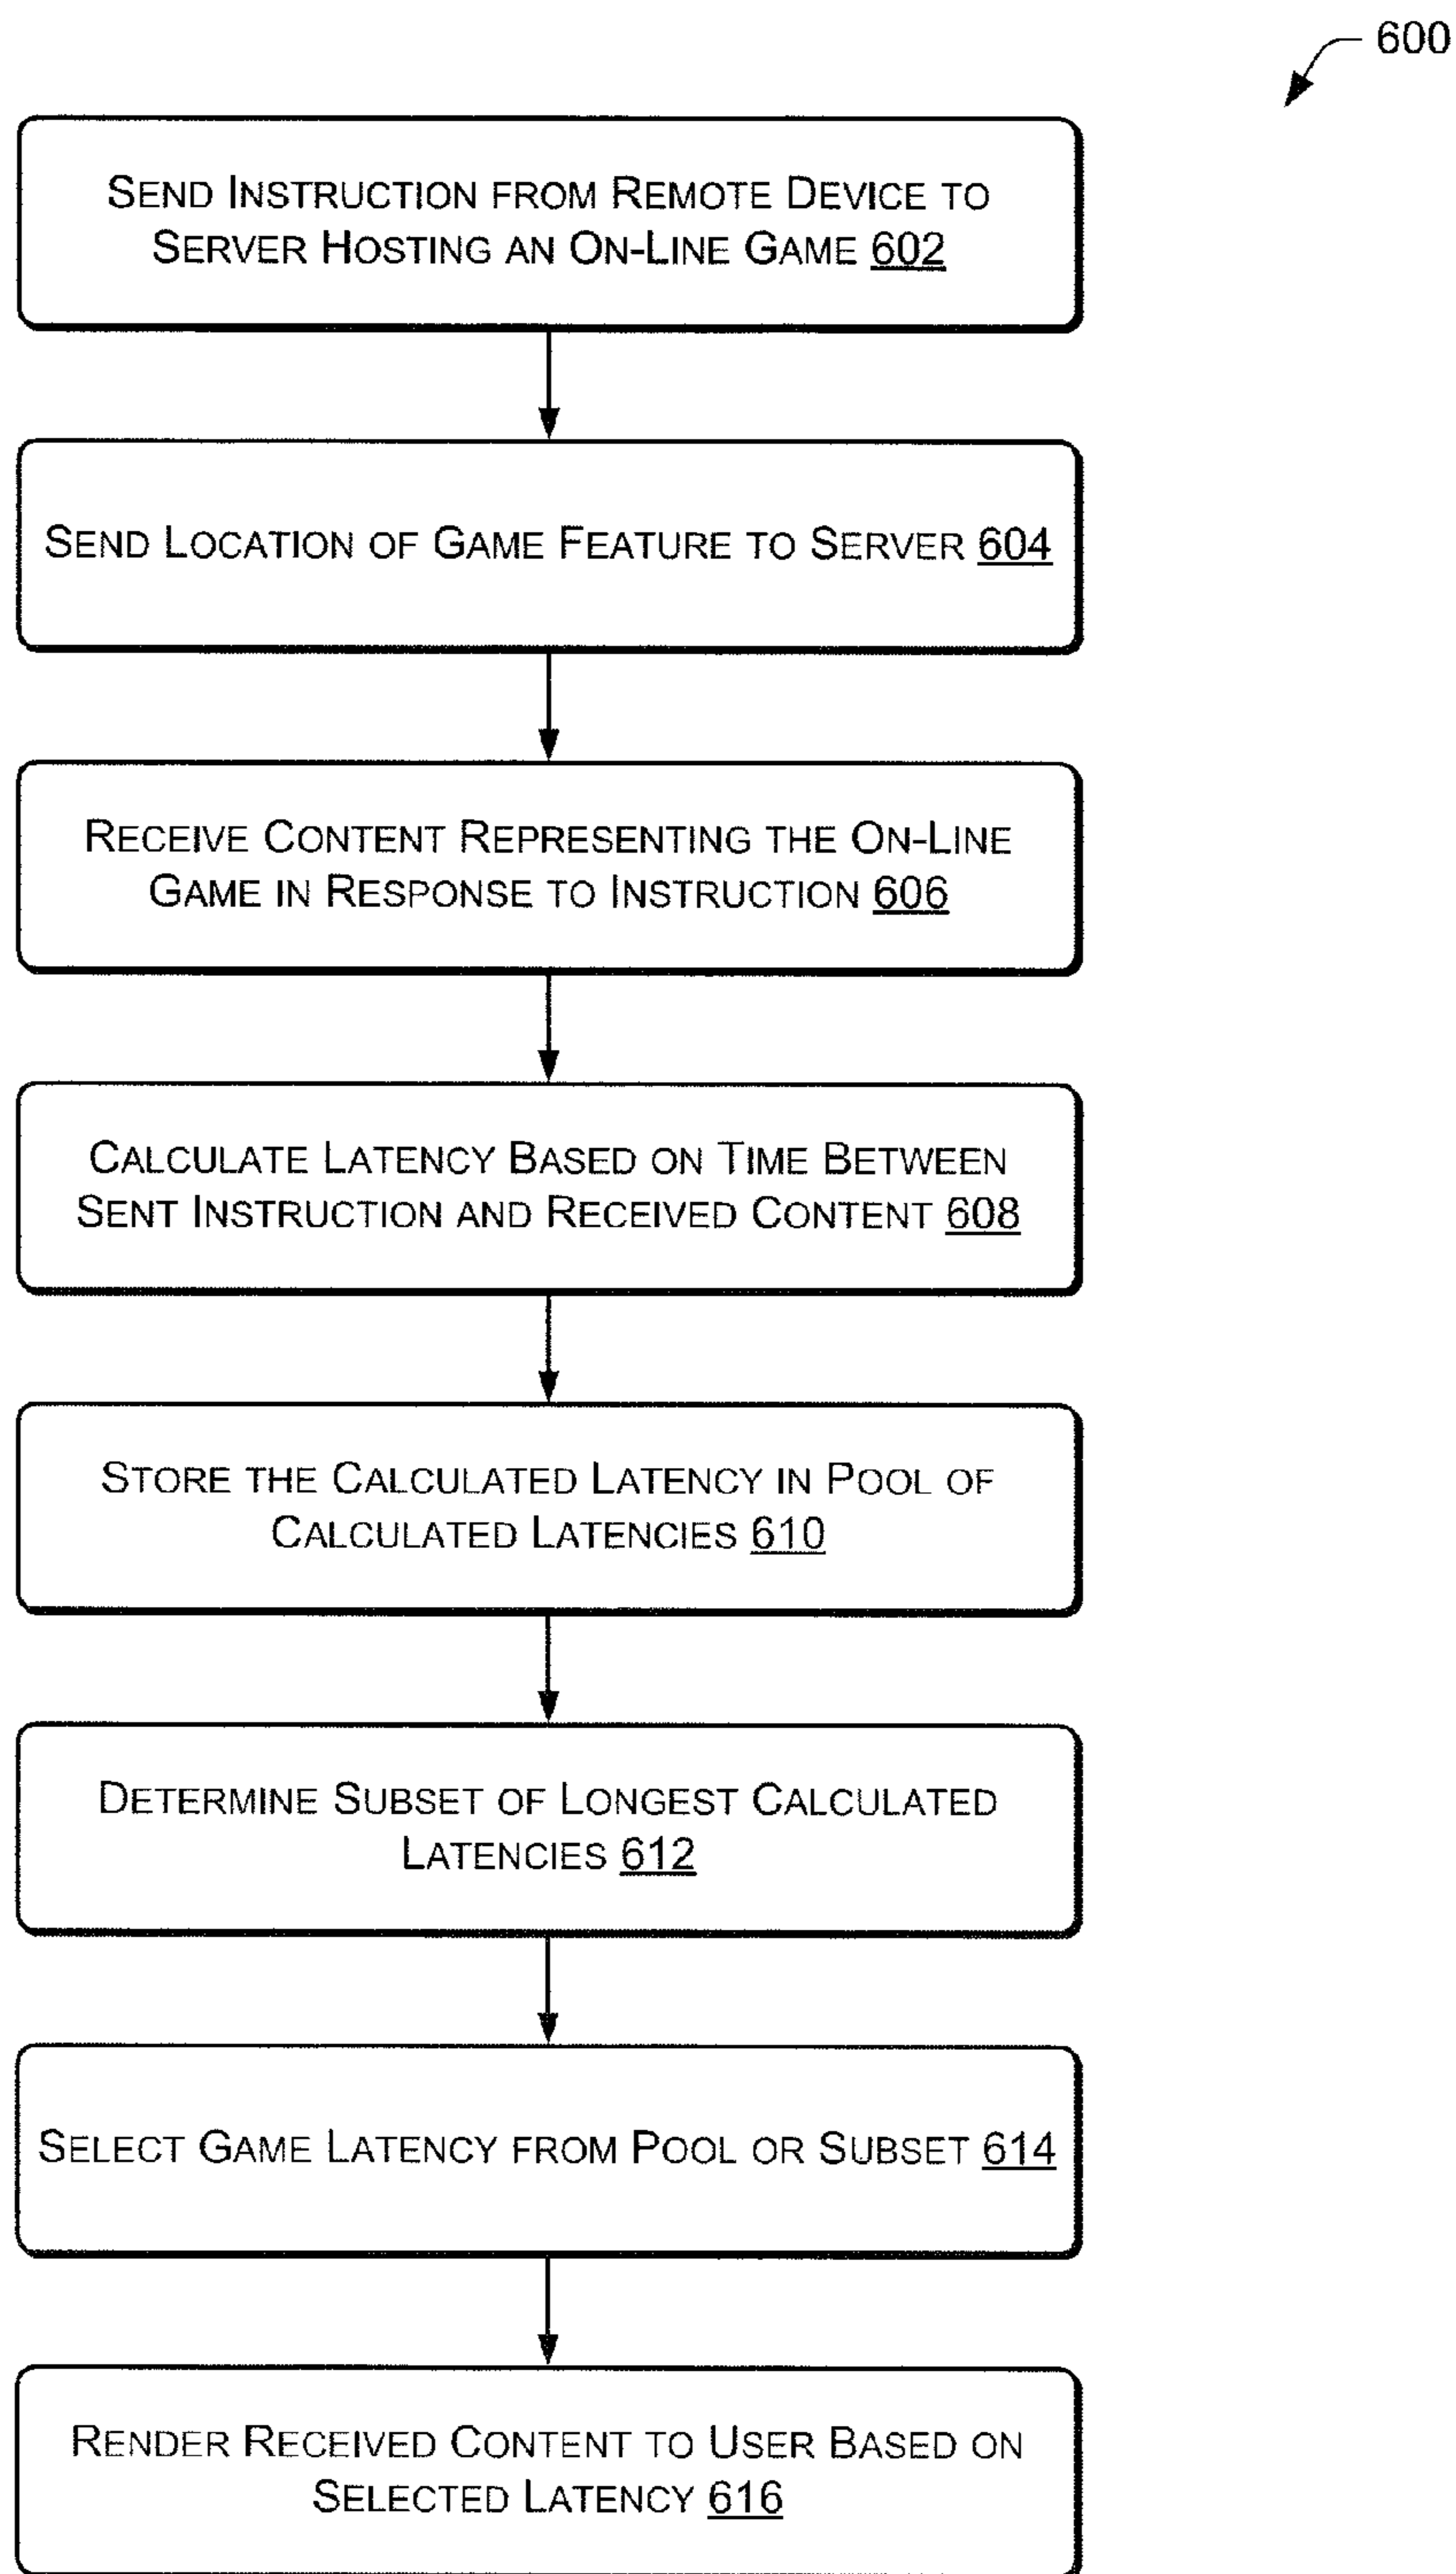 600
SEND INSTRUCTION FROM REMOTE DEVICE TO
SERVER HOSTING AN ON-LINE GAME 602
SEND LOCATION OF GAME FEATURE TO SERVER 604
RECEIVE CONTENT REPRESENTING THE ON-LINE
GAME IN RESPONSE TO INSTRUCTION 606
CALCULATE LATENCY BASED ON TIME BETWEEN
SENT INSTRUCTION AND RECEIVED CONTENT 608
STORE THE CALCULATED LATENCY IN POOL OF
CALCULATED LATENCIES 610
DETERMINE SUBSET OF LONGEST CALCULATED
LATENCIES 612
SELECT GAME LATENCY FROM POOL OR SUBSET 614
RENDER RECEIVED CONTENT TO USER BASED ON
SELECTED LATENCY 616